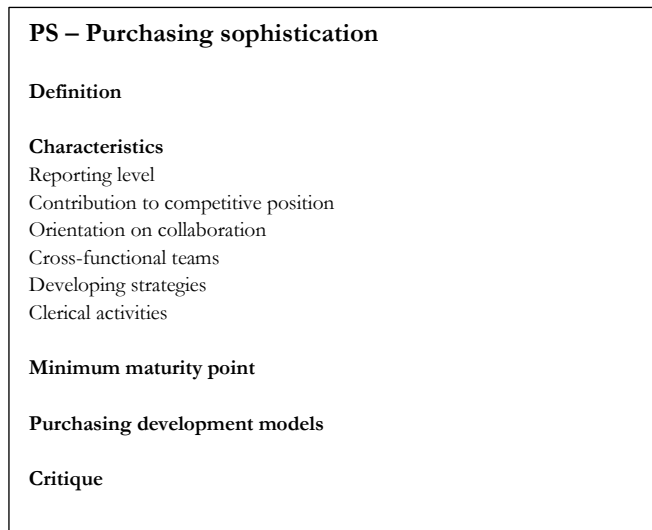 PS – Purchasing sophistication
Definition
Characteristics
Reporting level
Contribution to competitive position
Orientation on collaboration
Cross-functional teams
Developing strategies
Clerical activities
Minimum maturity point
Purchasing development models
Critique